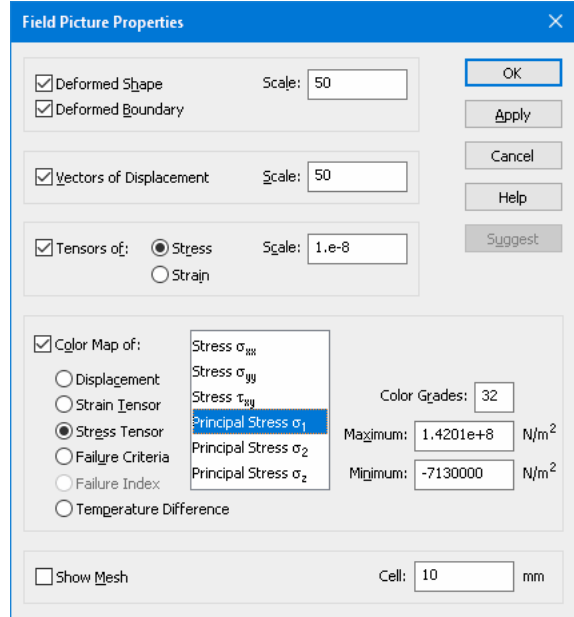 Field Picture Properties
Deformed Shape Scale: 50
Deformed Boundary
OK
Apply
Cancel
Help
Suggest
Vectors of Displacement Scale: 50
Tensors of: Stress Scale: 1.e-8
Strain
Color Map of:
Displacement
Strain Tensor
Stress Tensor
Failure Criteria
Failure Index
Temperature Difference
Stress σxx
Stress σyy
Stress τxy
Principal Stress σ1
Principal Stress σ2
Principal Stress σz
Color Grades: 32
Maximum: 1.4201e+8 N/m²
Minimum: -7130000 N/m²
Show Mesh Cell: 10 mm